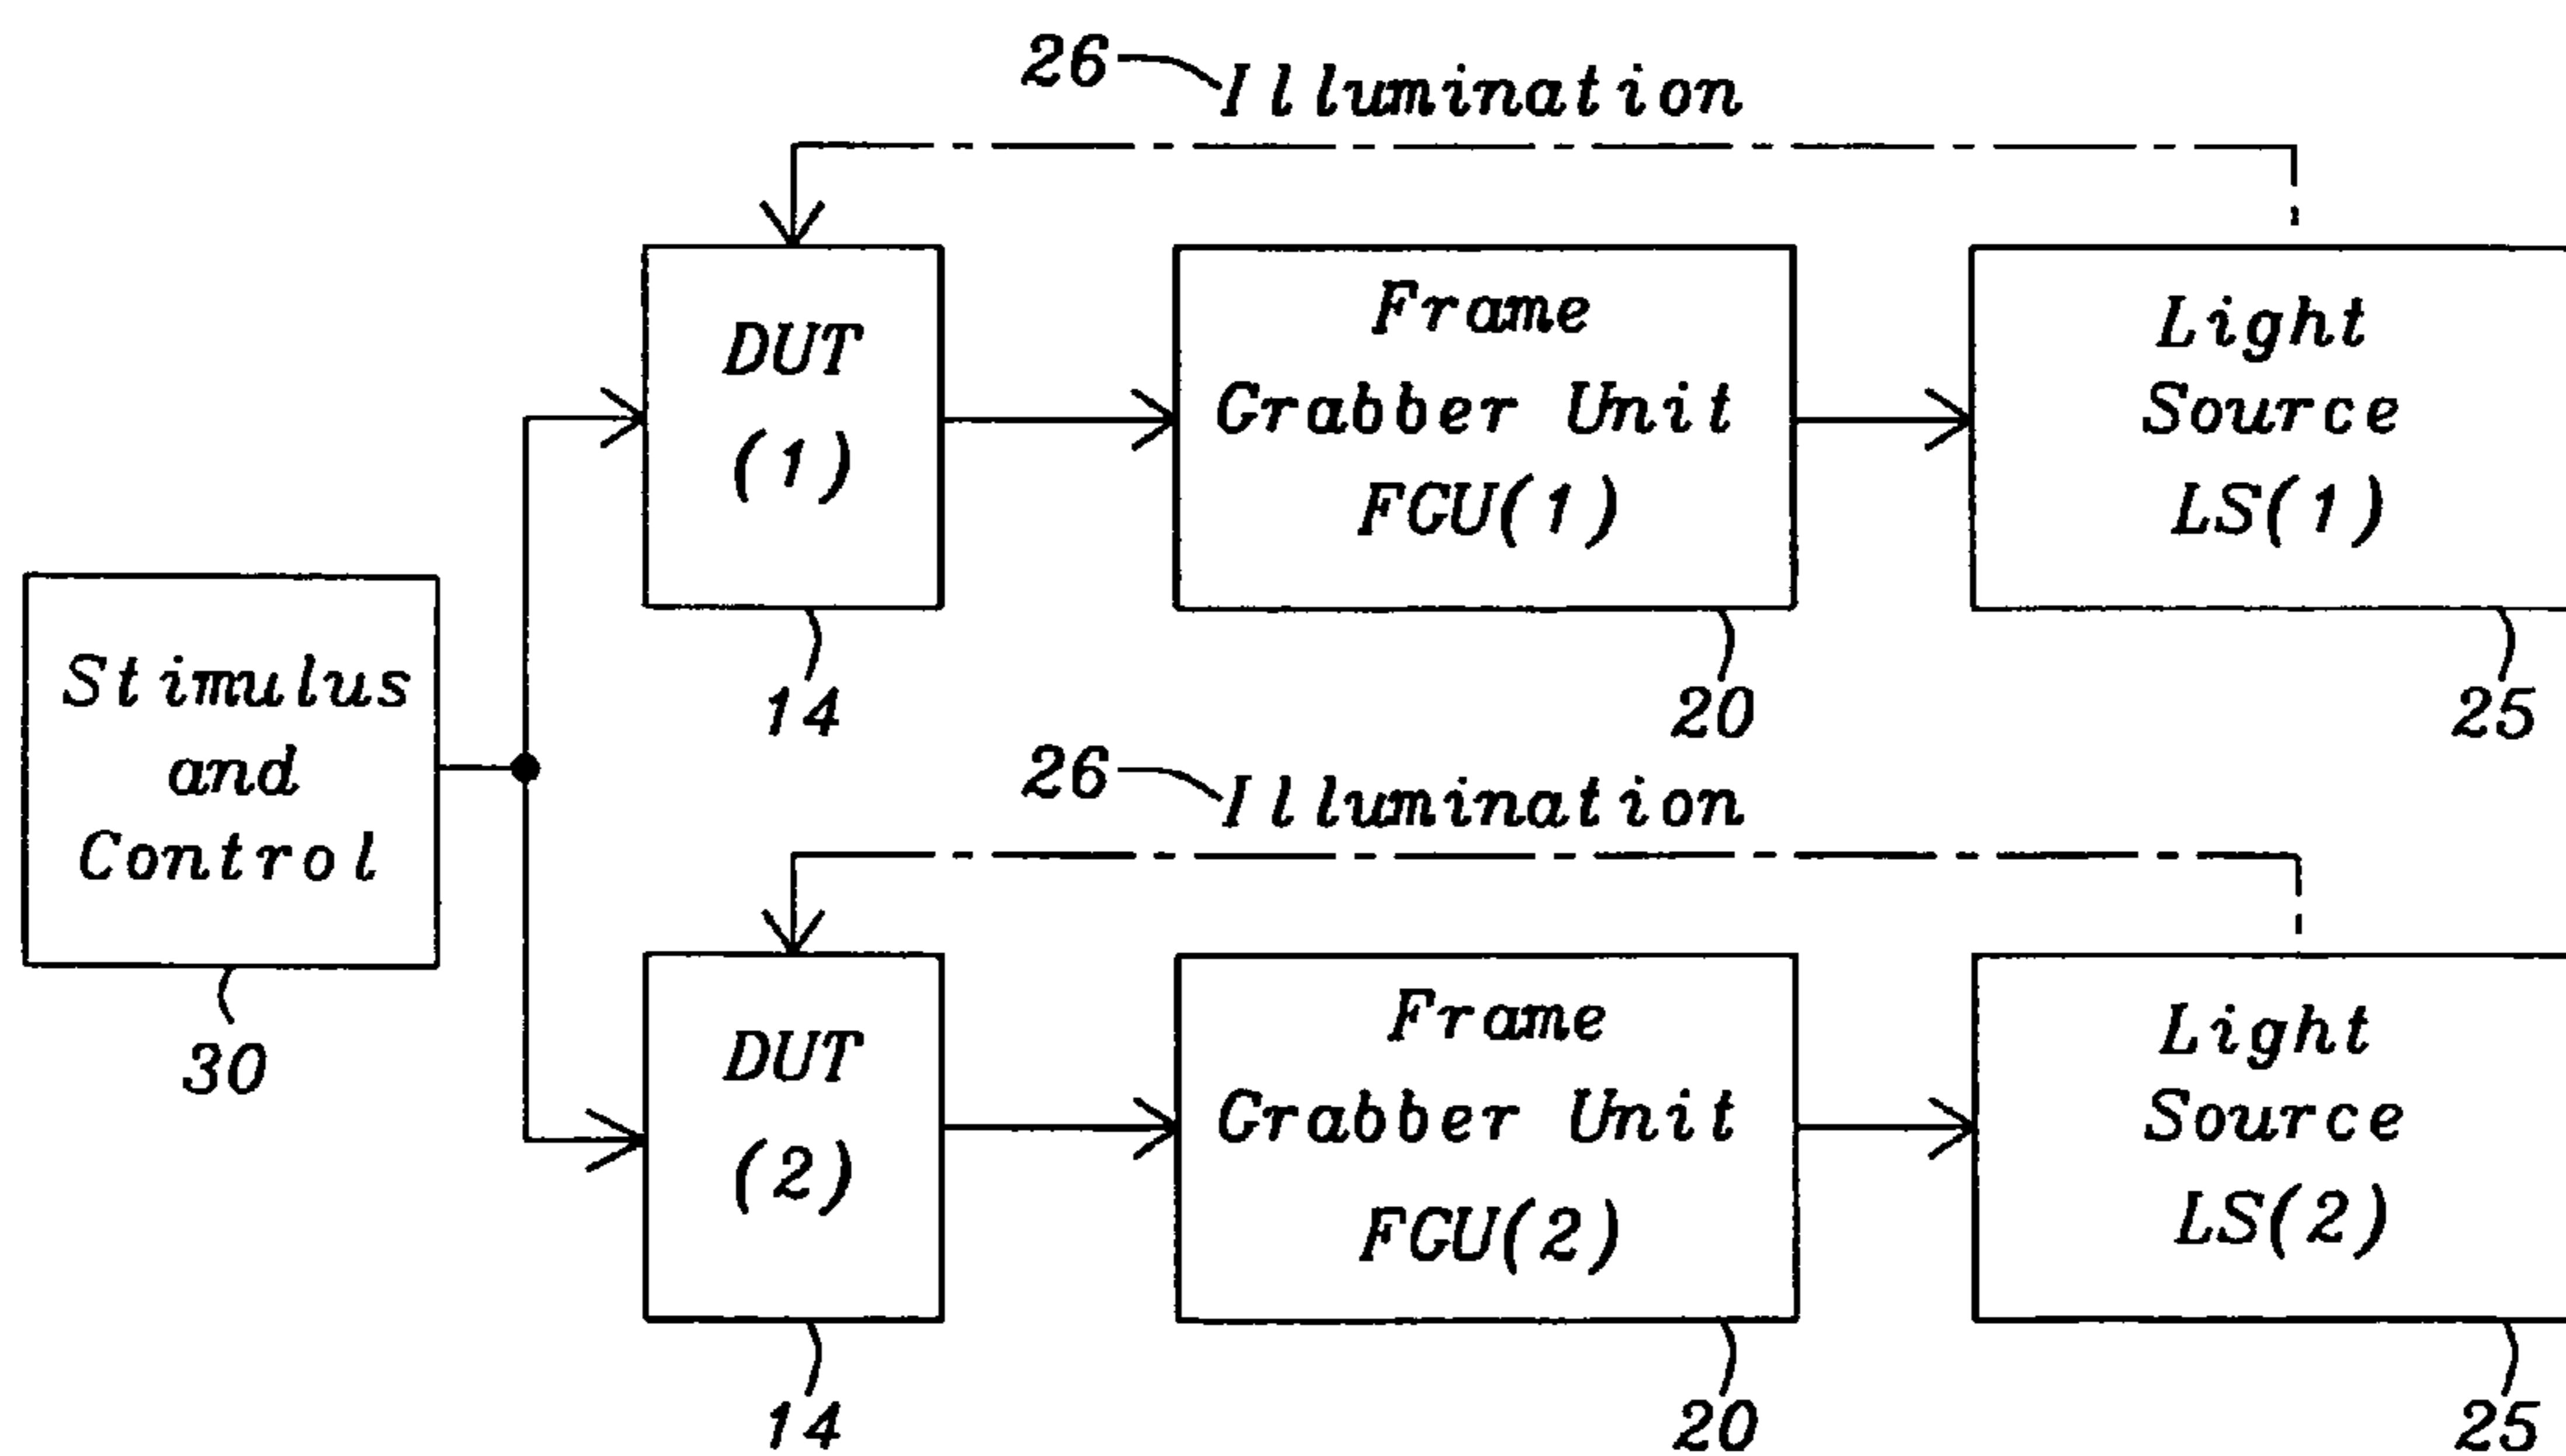 26 Illumination
DUT
(1)
14
Frame
Grabber Unit
FGU(1)
20
Light
Source
LS(1)
25
Stimulus
and
Control
30
26 Illumination
DUT
(2)
14
Frame
Grabber Unit
FGU(2)
20
Light
Source
LS(2)
25